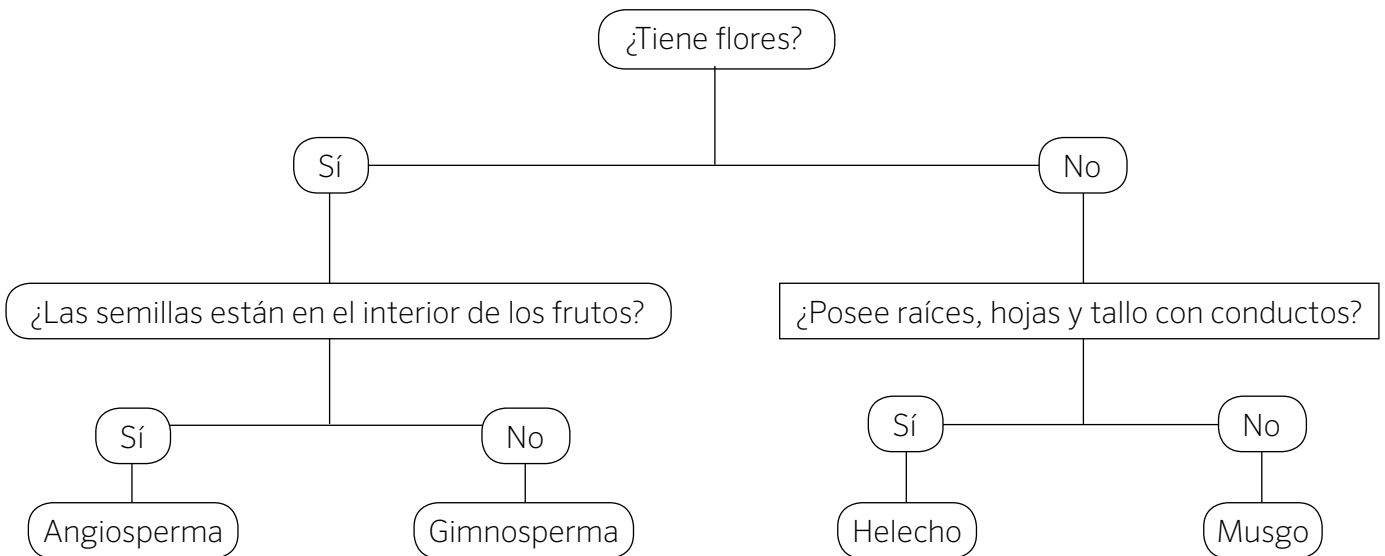 ¿Tiene flores?
Sí
No
¿Las semillas están en el interior de los frutos?
¿Posee raíces, hojas y tallo con conductos?
Sí
No
Sí
No
Angiosperma
Gimnosperma
Helecho
Musgo